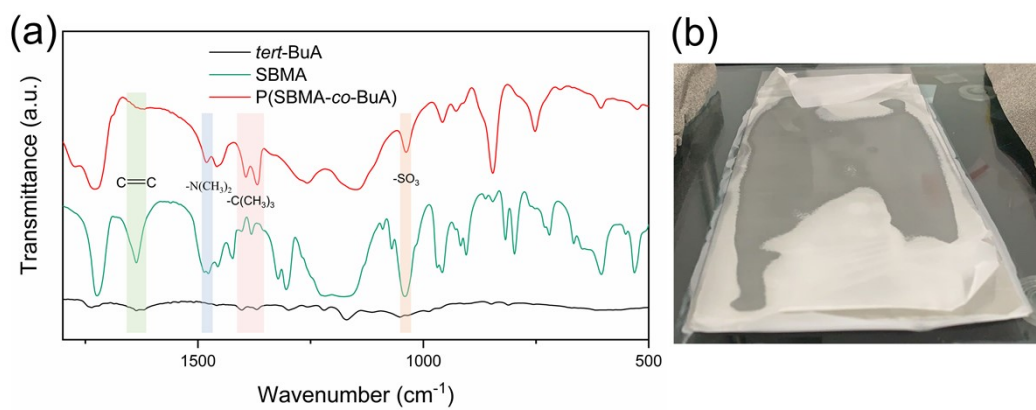 (a)
tert-BuA
SBMA
P(SBMA-co-BuA)
Transmittance (a.u.)
C=C
-N(CH₃)₂
-C(CH₃)₃
-SO₃
1500
1000
500
Wavenumber (cm⁻¹)
(b)